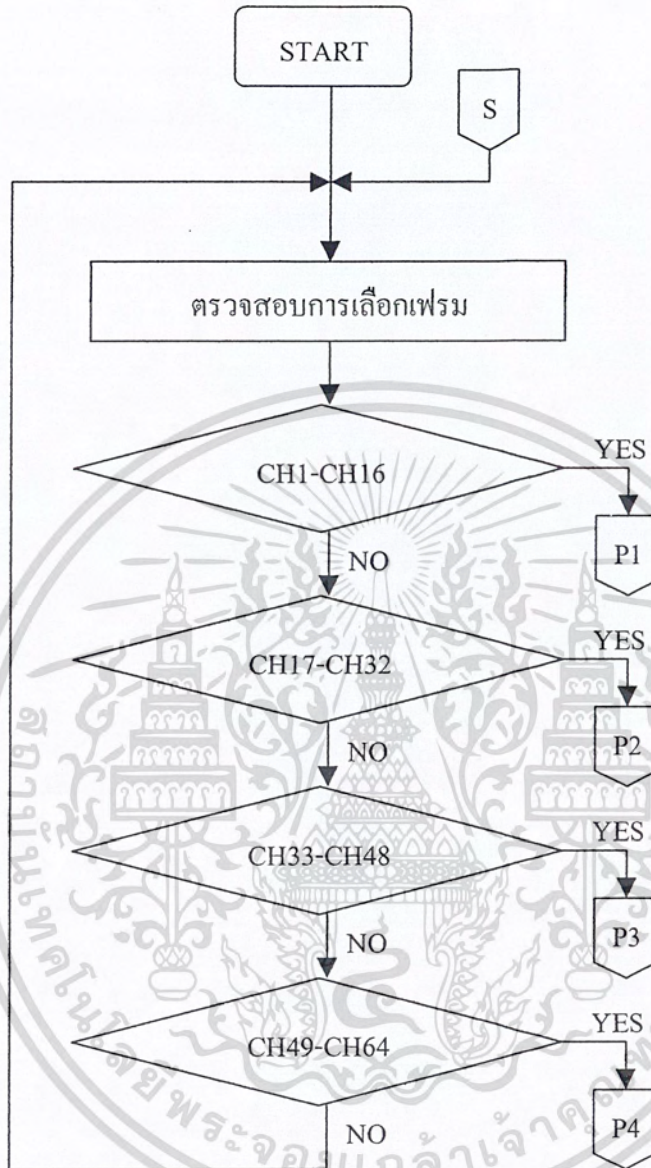 START
S
ตรวจสอบการเลือกเฟรม
CH1-CH16
YES
P1
NO
CH17-CH32
YES
P2
NO
CH33-CH48
YES
P3
NO
CH49-CH64
YES
P4
NO